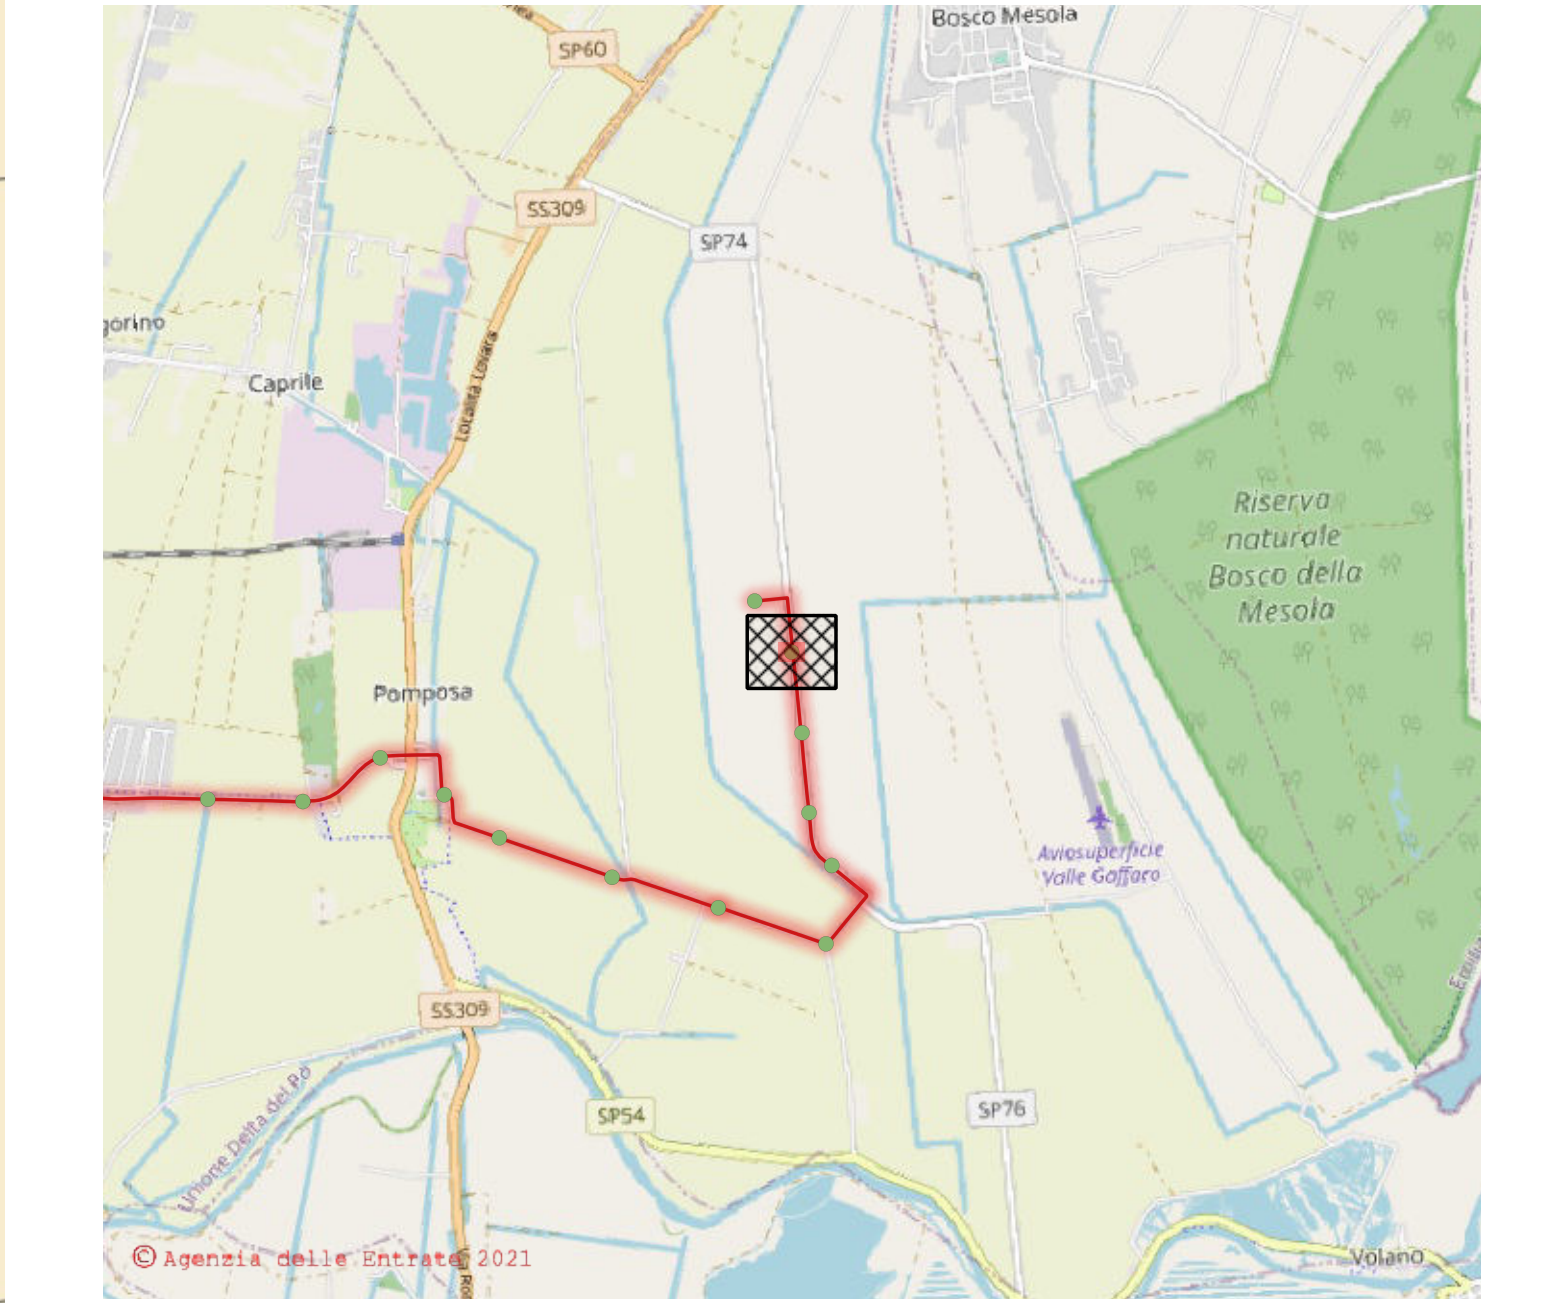 Bosco Mesola
SP60
SS309
SP74
Località Lovara
gorino
Caprile
Riserva
naturale
Bosco della
Mesola
Pomposa
Aviosuperficie
Valle Gaffaro
SS309
Unione Delta del Po
SP54
SP76
Volano
© Agenzia delle Entrate 2021